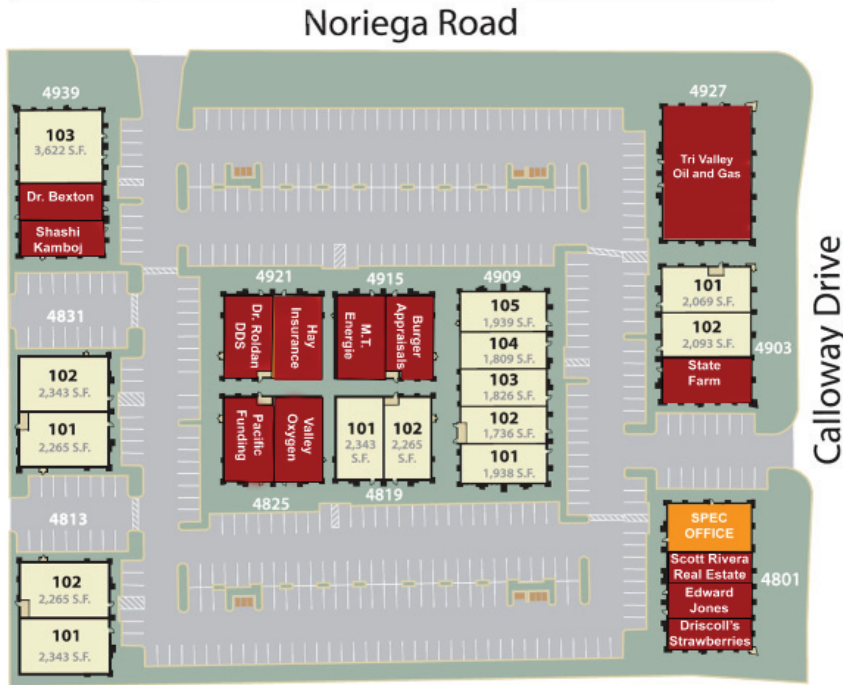 Noriega Road
4939
103
3,622 S.F.
Dr. Bexton
Shashi
Kamboj
4927
Tri Valley
Oil and Gas
4831
102
2,343 S.F.
101
2,265 S.F.
4921
Dr. Roldan
DDS
Hay
Insurance
4915
M.T.
Energie
Burger
Appraisals
4909
105
1,939 S.F.
104
1,809 S.F.
103
1,826 S.F.
102
1,736 S.F.
101
1,938 S.F.
101
2,069 S.F.
102
2,093 S.F.
State
Farm
4903
Calloway Drive
Pacific
Funding
Valley
Oxygen
4825
101
2,343
S.F.
102
2,265
S.F.
4819
4813
102
2,265 S.F.
101
2,343 S.F.
SPEC
OFFICE
Scott Rivera
Real Estate
Edward
Jones
Driscoll's
Strawberries
4801